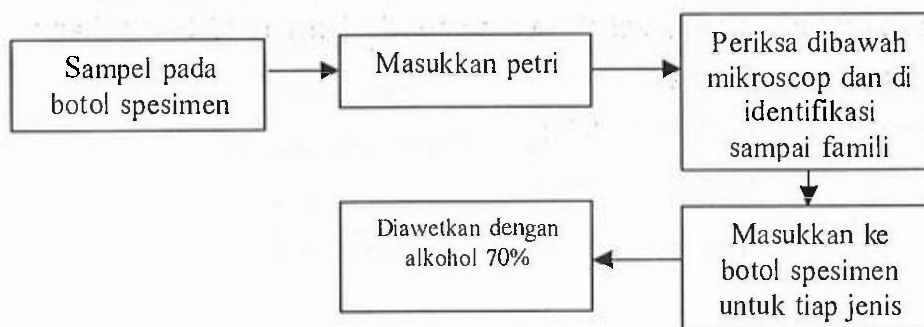 Sampel pada
botol spesimen
Masukkan petri
Periksa dibawah
mikroscop dan di
identifikasi
sampai famili
Masukkan ke
botol spesimen
untuk tiap jenis
Diawetkan dengan
alkohol 70%